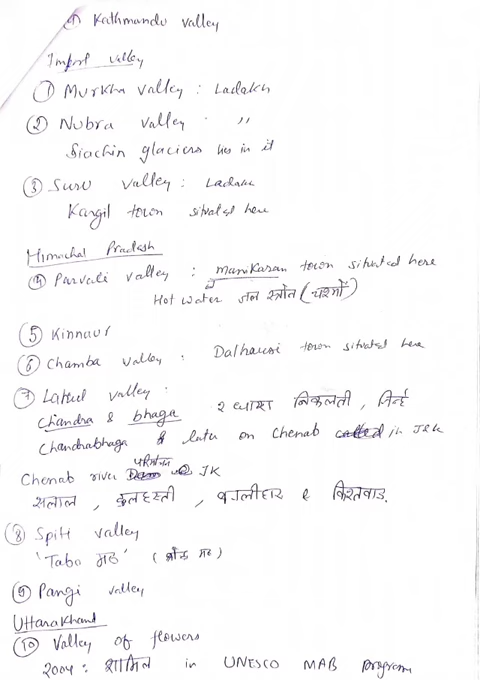 Kathmandu valley
Import valley
① Murkha valley : Ladakh
② Nubra valley : "
Siachin glaciers lies in it
③ Suru valley : Ladakh
Kargil town situated here
Himachal Pradesh
④ Parvati valley : manikaran town situated here
Hot water जल स्त्रोत (चश्मों)
⑤ Kinnaur
⑥ Chamba valley : Dalhausi town situated here
⑦ Lahul valley :
Chandra & bhaga २ धारा निकलती, जिन्हे
Chandrabhaga & later on Chenab called in J&K
Chenab river परियोजना JK
सलाल, दुलहस्ती, बगलीहार व किश्तवाड.
⑧ Spiti valley
'Tabo मठ' (बौद्ध मठ)
⑨ Pangi valley
Uttarakhand
⑩ Valley of flowers
2004 : शामिल in UNESCO MAB program